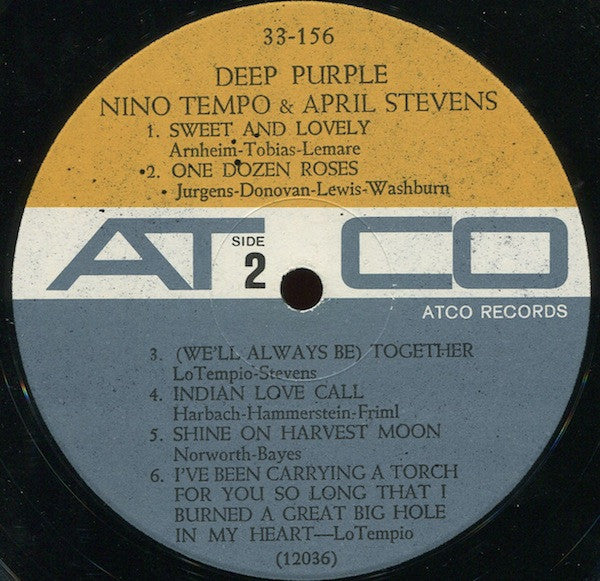 33-156
DEEP PURPLE
NINO TEMPO & APRIL STEVENS
1. SWEET AND LOVELY
Arnheim-Tobias-Lemare
2. ONE DOZEN ROSES
Jurgens-Donovan-Lewis-Washburn
ATCO
SIDE
2
ATCO RECORDS
3. (WE'LL ALWAYS BE) TOGETHER
LoTempio-Stevens
4. INDIAN LOVE CALL
Harbach-Hammerstein-Friml
5. SHINE ON HARVEST MOON
Norworth-Bayes
6. I'VE BEEN CARRYING A TORCH
FOR YOU SO LONG THAT I
BURNED A GREAT BIG HOLE
IN MY HEART—LoTempio
(12036)